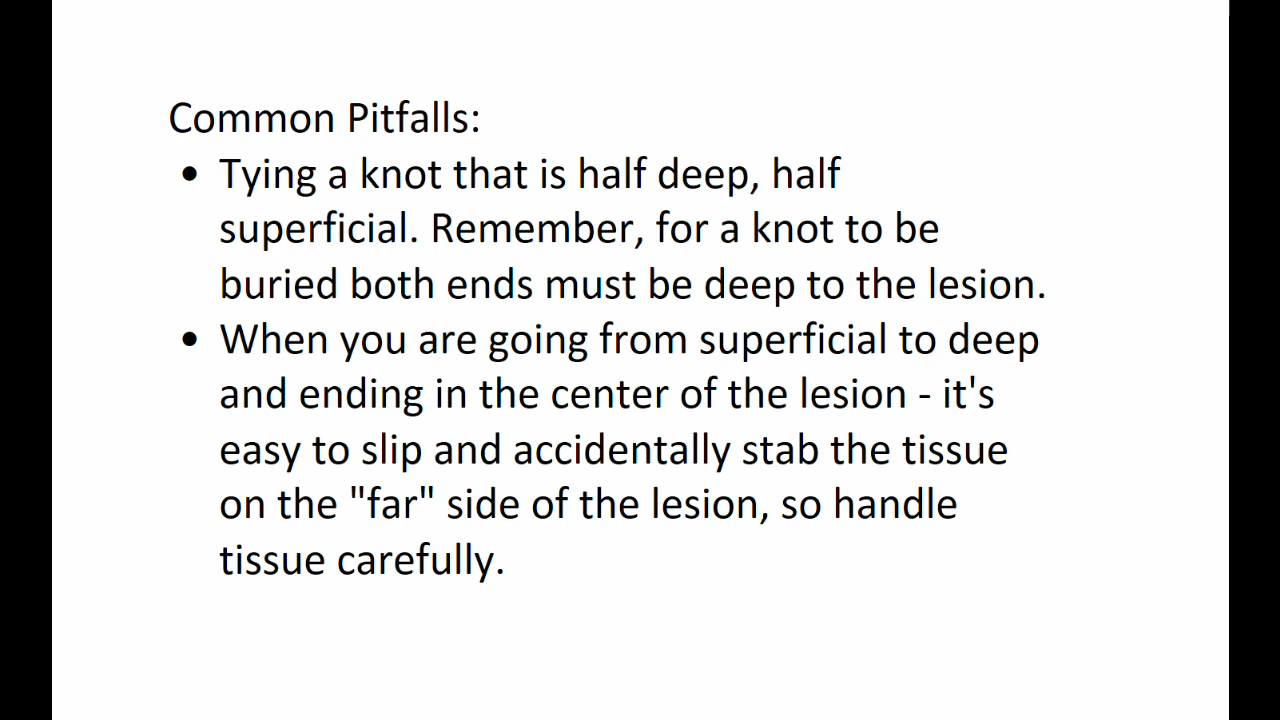 Common Pitfalls:
• Tying a knot that is half deep, half
superficial. Remember, for a knot to be
buried both ends must be deep to the lesion.
• When you are going from superficial to deep
and ending in the center of the lesion - it's
easy to slip and accidentally stab the tissue
on the "far" side of the lesion, so handle
tissue carefully.